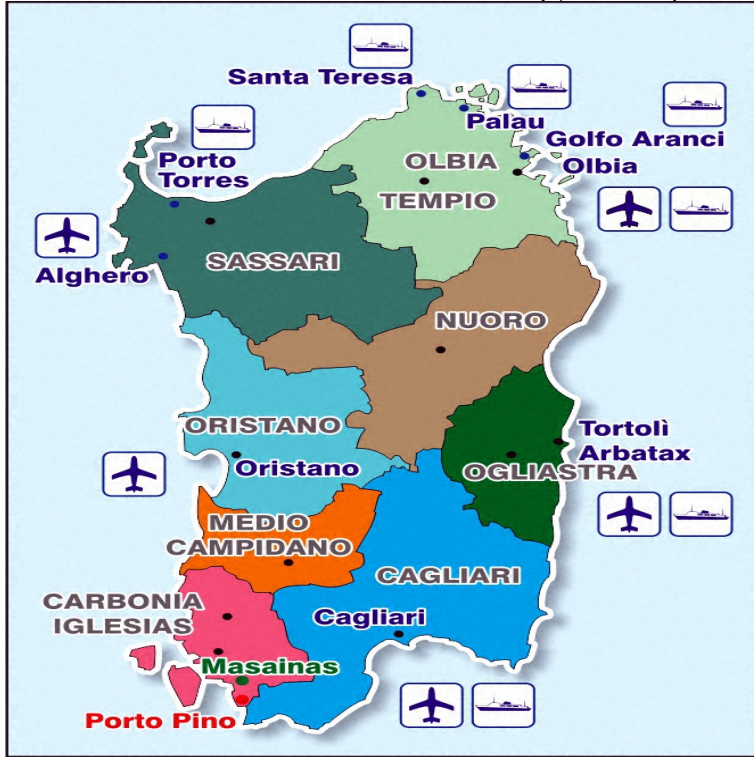 Santa Teresa
Palau
Golfo Aranci
Olbia
Porto
Torres
OLBIA
TEMPIO
Alghero
SASSARI
NUORO
ORISTANO
Oristano
Tortolì
Arbatax
OGLIASTRA
MEDIO
CAMPIDANO
CAGLIARI
CARBONIA
IGLESIAS
Cagliari
Masainas
Porto Pino